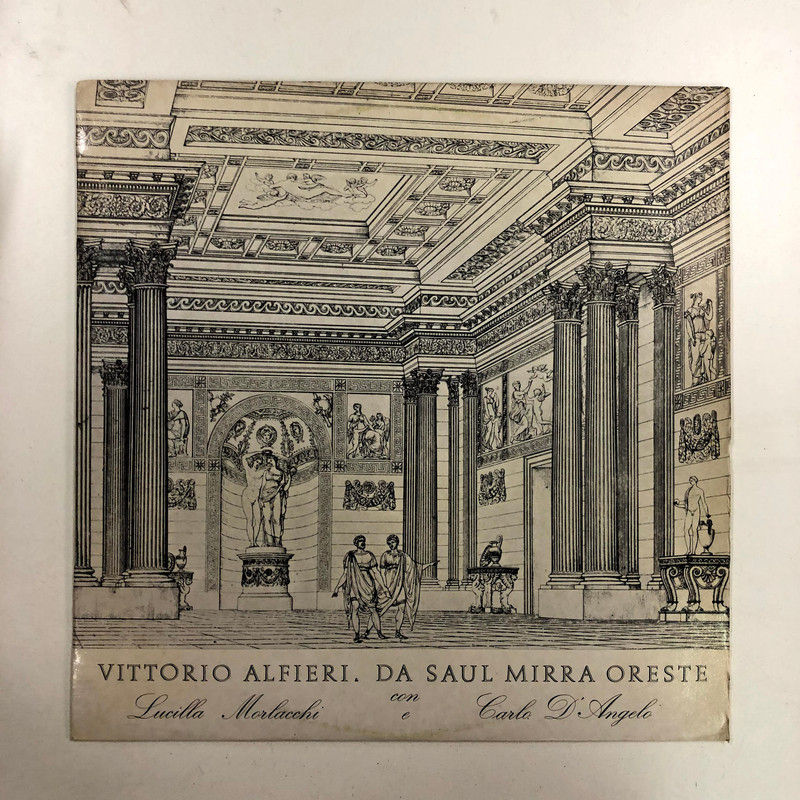 VITTORIO ALFIERI. DA SAUL MIRRA ORESTE
con
Lucilla Morlacchi e Carlo D'Angelo